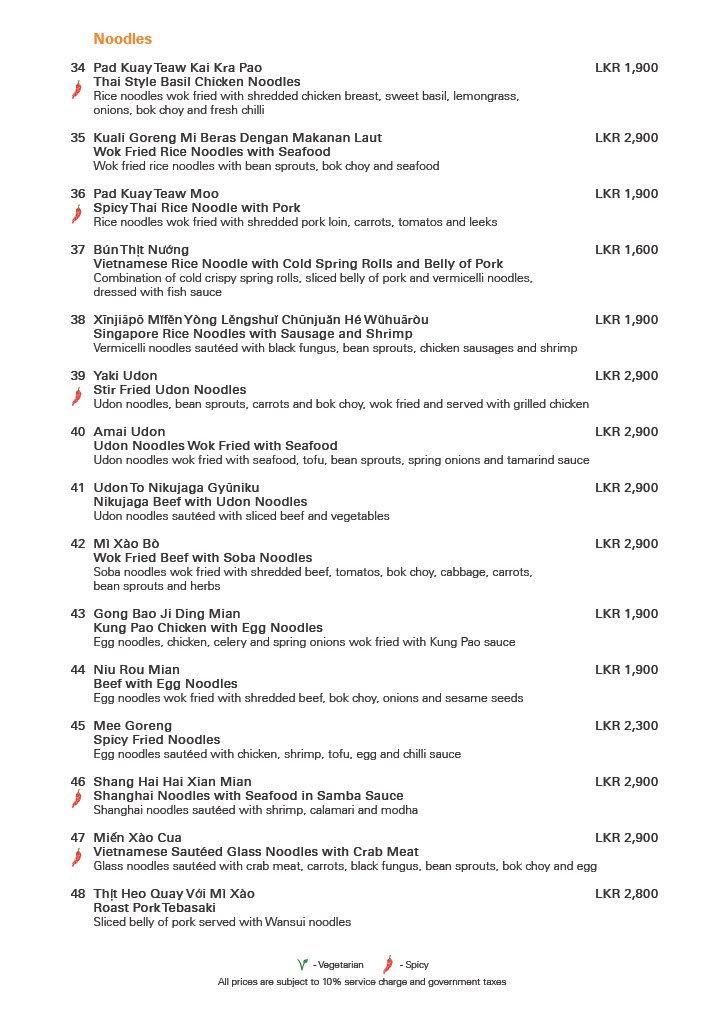 Noodles
34 Pad Kuay Teaw Kai Kra Pao LKR 1,900
Thai Style Basil Chicken Noodles
Rice noodles wok fried with shredded chicken breast, sweet basil, lemongrass,
onions, bok choy and fresh chilli
35 Kuali Goreng Mi Beras Dengan Makanan Laut LKR 2,900
Wok Fried Rice Noodles with Seafood
Wok fried rice noodles with bean sprouts, bok choy and seafood
36 Pad Kuay Teaw Moo LKR 1,900
Spicy Thai Rice Noodle with Pork
Rice noodles wok fried with shredded pork loin, carrots, tomatos and leeks
37 Bún Thịt Nướng LKR 1,600
Vietnamese Rice Noodle with Cold Spring Rolls and Belly of Pork
Combination of cold crispy spring rolls, sliced belly of pork and vermicelli noodles,
dressed with fish sauce
38 Xīnjiāpō Mǐfěn Yòng Lěngshuǐ Chūnjuǎn Hé Wǔhuāròu LKR 1,900
Singapore Rice Noodles with Sausage and Shrimp
Vermicelli noodles sautéed with black fungus, bean sprouts, chicken sausages and shrimp
39 Yaki Udon LKR 2,900
Stir Fried Udon Noodles
Udon noodles, bean sprouts, carrots and bok choy, wok fried and served with grilled chicken
40 Amai Udon LKR 2,900
Udon Noodles Wok Fried with Seafood
Udon noodles wok fried with seafood, tofu, bean sprouts, spring onions and tamarind sauce
41 Udon To Nikujaga Gyūniku LKR 2,900
Nikujaga Beef with Udon Noodles
Udon noodles sautéed with sliced beef and vegetables
42 Mì Xào Bò LKR 2,900
Wok Fried Beef with Soba Noodles
Soba noodles wok fried with shredded beef, tomatos, bok choy, cabbage, carrots,
bean sprouts and herbs
43 Gong Bao Ji Ding Mian LKR 1,900
Kung Pao Chicken with Egg Noodles
Egg noodles, chicken, celery and spring onions wok fried with Kung Pao sauce
44 Niu Rou Mian LKR 1,900
Beef with Egg Noodles
Egg noodles wok fried with shredded beef, bok choy, onions and sesame seeds
45 Mee Goreng LKR 2,300
Spicy Fried Noodles
Egg noodles sautéed with chicken, shrimp, tofu, egg and chilli sauce
46 Shang Hai Hai Xian Mian LKR 2,900
Shanghai Noodles with Seafood in Samba Sauce
Shanghai noodles sautéed with shrimp, calamari and modha
47 Miến Xào Cua LKR 2,900
Vietnamese Sautéed Glass Noodles with Crab Meat
Glass noodles sautéed with crab meat, carrots, black fungus, bean sprouts, bok choy and egg
48 Thịt Heo Quay Với Mì Xào LKR 2,800
Roast Pork Tebasaki
Sliced belly of pork served with Wansui noodles
- Vegetarian - Spicy
All prices are subject to 10% service charge and government taxes